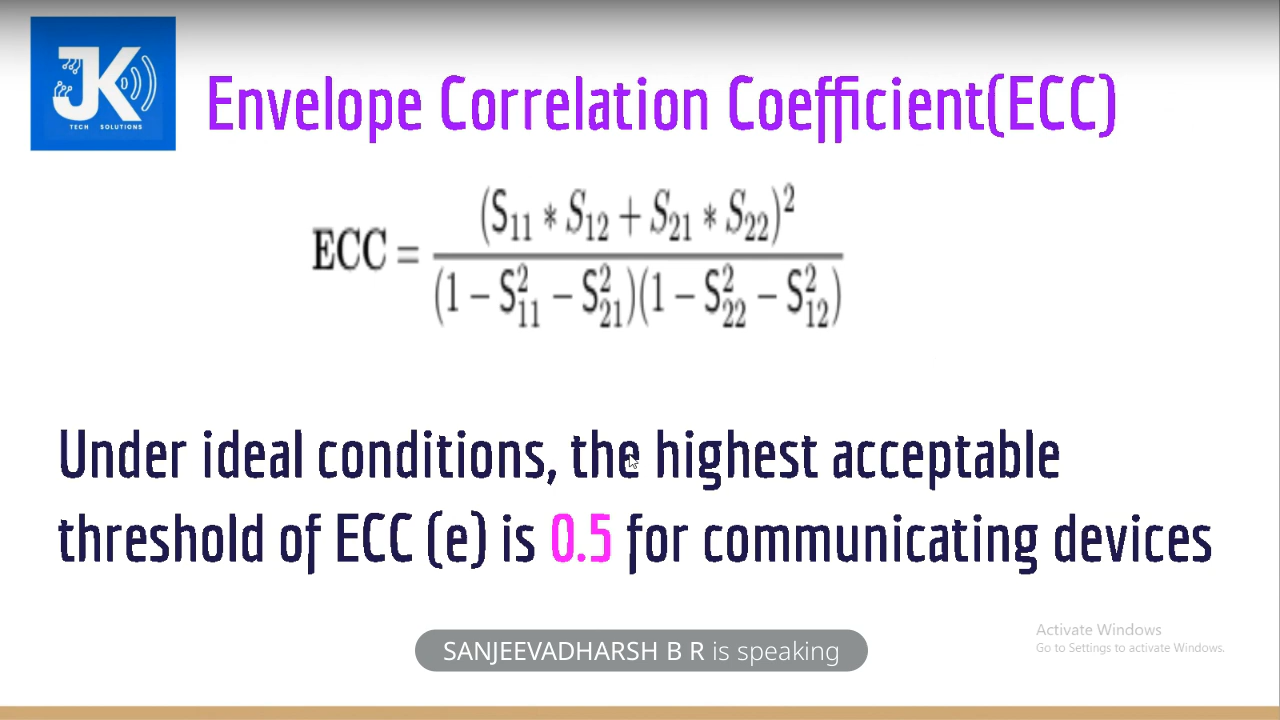 JK
TECH SOLUTIONS
Envelope Correlation Coefficient(ECC)
ECC = (S11 * S12 + S21 * S22)^2 / (1 − S11^2 − S21^2)(1 − S22^2 − S12^2)
Under ideal conditions, the highest acceptable
threshold of ECC (e) is 0.5 for communicating devices
SANJEEVADHARSH B R is speaking
Activate Windows
Go to Settings to activate Windows.